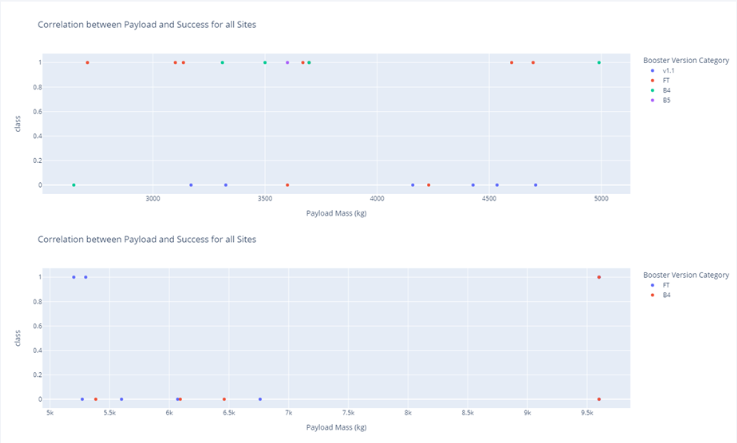 Correlation between Payload and Success for all Sites
Booster Version Category
v1.1
FT
B4
B5
1
0.8
0.6
0.4
0.2
0
class
3000 3500 4000 4500 5000
Payload Mass (kg)
Correlation between Payload and Success for all Sites
Booster Version Category
FT
B4
1
0.8
0.6
0.4
0.2
0
class
5k 5.5k 6k 6.5k 7k 7.5k 8k 8.5k 9k 9.5k
Payload Mass (kg)